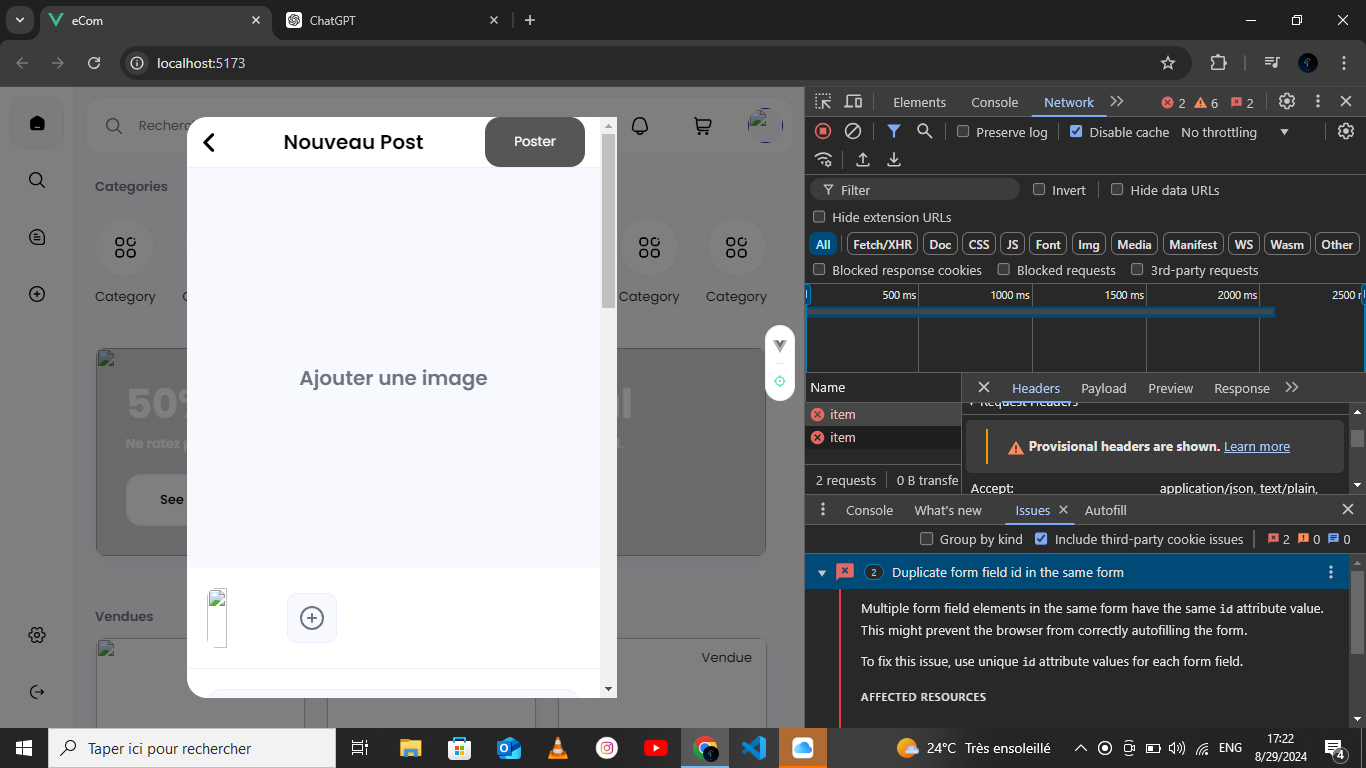 eCom
ChatGPT
localhost:5173
Recherc
Nouveau Post
Poster
Categories
Category
Category
Category
Ajouter une image
50%
Ne ratez p
See
Vendues
Vendue
Elements
Console
Network
2
6
2
Preserve log
Disable cache
No throttling
Filter
Invert
Hide data URLs
Hide extension URLs
All
Fetch/XHR
Doc
CSS
JS
Font
Img
Media
Manifest
WS
Wasm
Other
Blocked response cookies
Blocked requests
3rd-party requests
500 ms
1000 ms
1500 ms
2000 ms
2500
Name
Headers
Payload
Preview
Response
item
item
Request Headers
Provisional headers are shown. Learn more
Accept:
application/json, text/plain,
2 requests
0 B transfe
Console
What's new
Issues
Autofill
Group by kind
Include third-party cookie issues
2
0
0
2
Duplicate form field id in the same form
Multiple form field elements in the same form have the same id attribute value.
This might prevent the browser from correctly autofilling the form.
To fix this issue, use unique id attribute values for each form field.
AFFECTED RESOURCES
Taper ici pour rechercher
24°C Très ensoleillé
ENG
17:22
8/29/2024
4